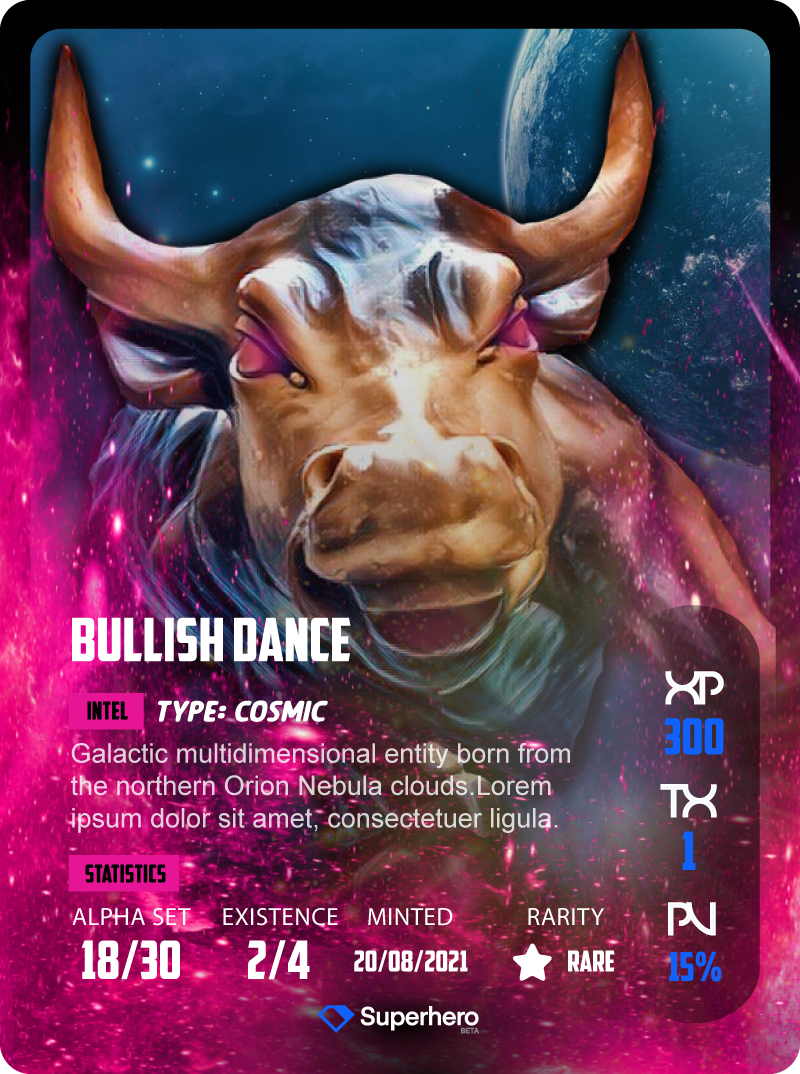 BULLISH DANCE
INTEL TYPE: COSMIC
Galactic multidimensional entity born from
the northern Orion Nebula clouds.Lorem
ipsum dolor sit amet, consectetuer ligula.
STATISTICS
ALPHA SET EXISTENCE MINTED RARITY
18/30 2/4 20/08/2021 RARE
XP
300
TX
1
PV
15%
Superhero
BETA